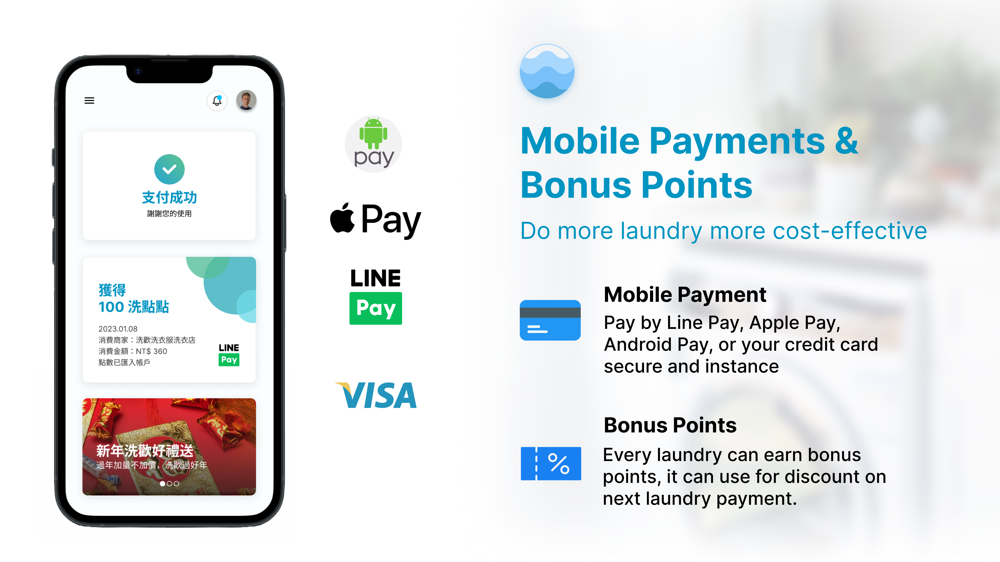 支付成功
謝謝您的使用
獲得
100 洗點點
2023.01.08
消費商家：洗歡洗衣服洗衣店
消費金額：NT$ 360
點數已匯入帳戶
LINE
Pay
新年洗歡好禮送
過年加量不加價，洗歡過好年
pay
Pay
LINE
Pay
VISA
Mobile Payments &
Bonus Points
Do more laundry more cost-effective
Mobile Payment
Pay by Line Pay, Apple Pay,
Android Pay, or your credit card
secure and instance
Bonus Points
%
Every laundry can earn bonus
points, it can use for discount on
next laundry payment.